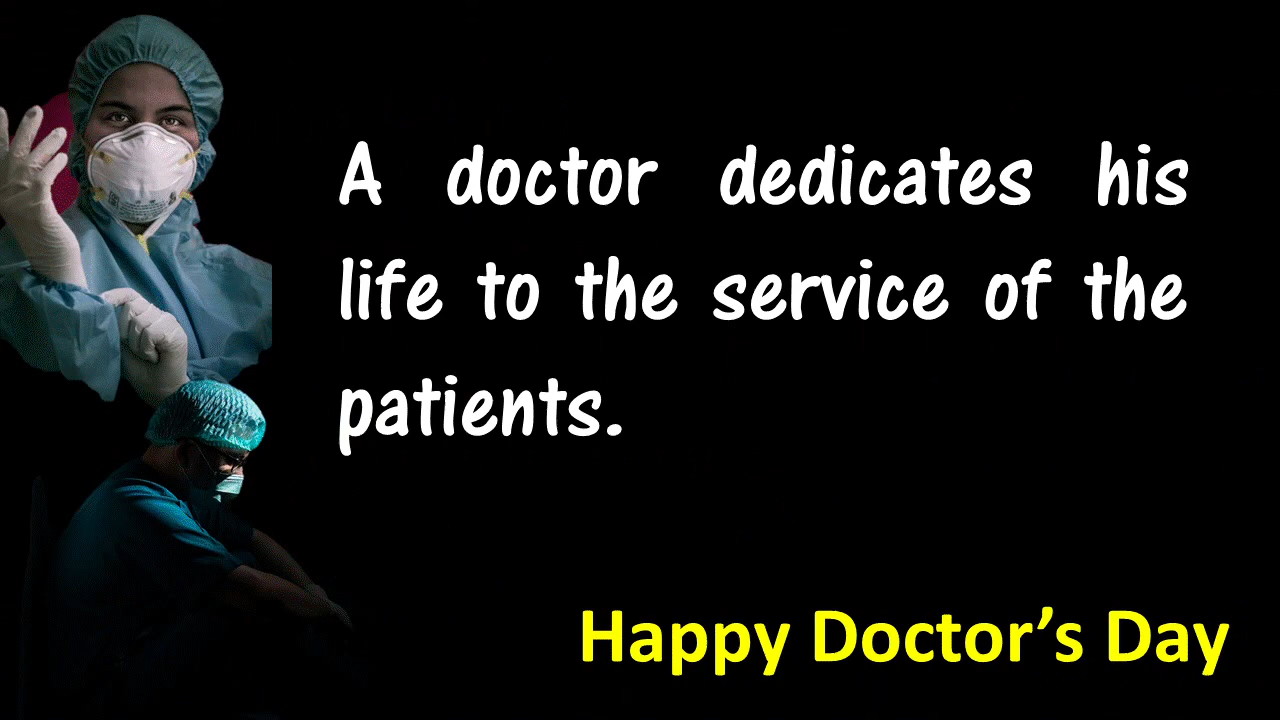 A doctor dedicates his
life to the service of the
patients.
Happy Doctor’s Day